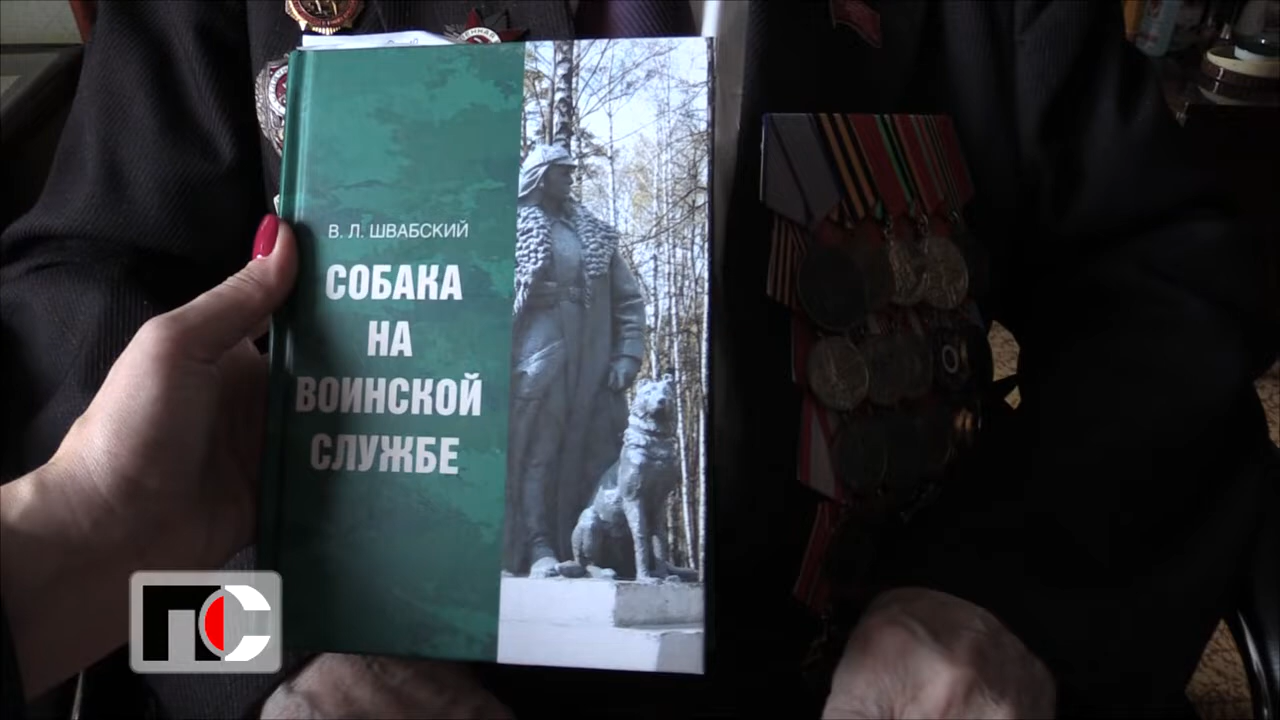 В. Л. ШВАБСКИЙ
СОБАКА
НА
ВОИНСКОЙ
СЛУЖБЕ
ПС